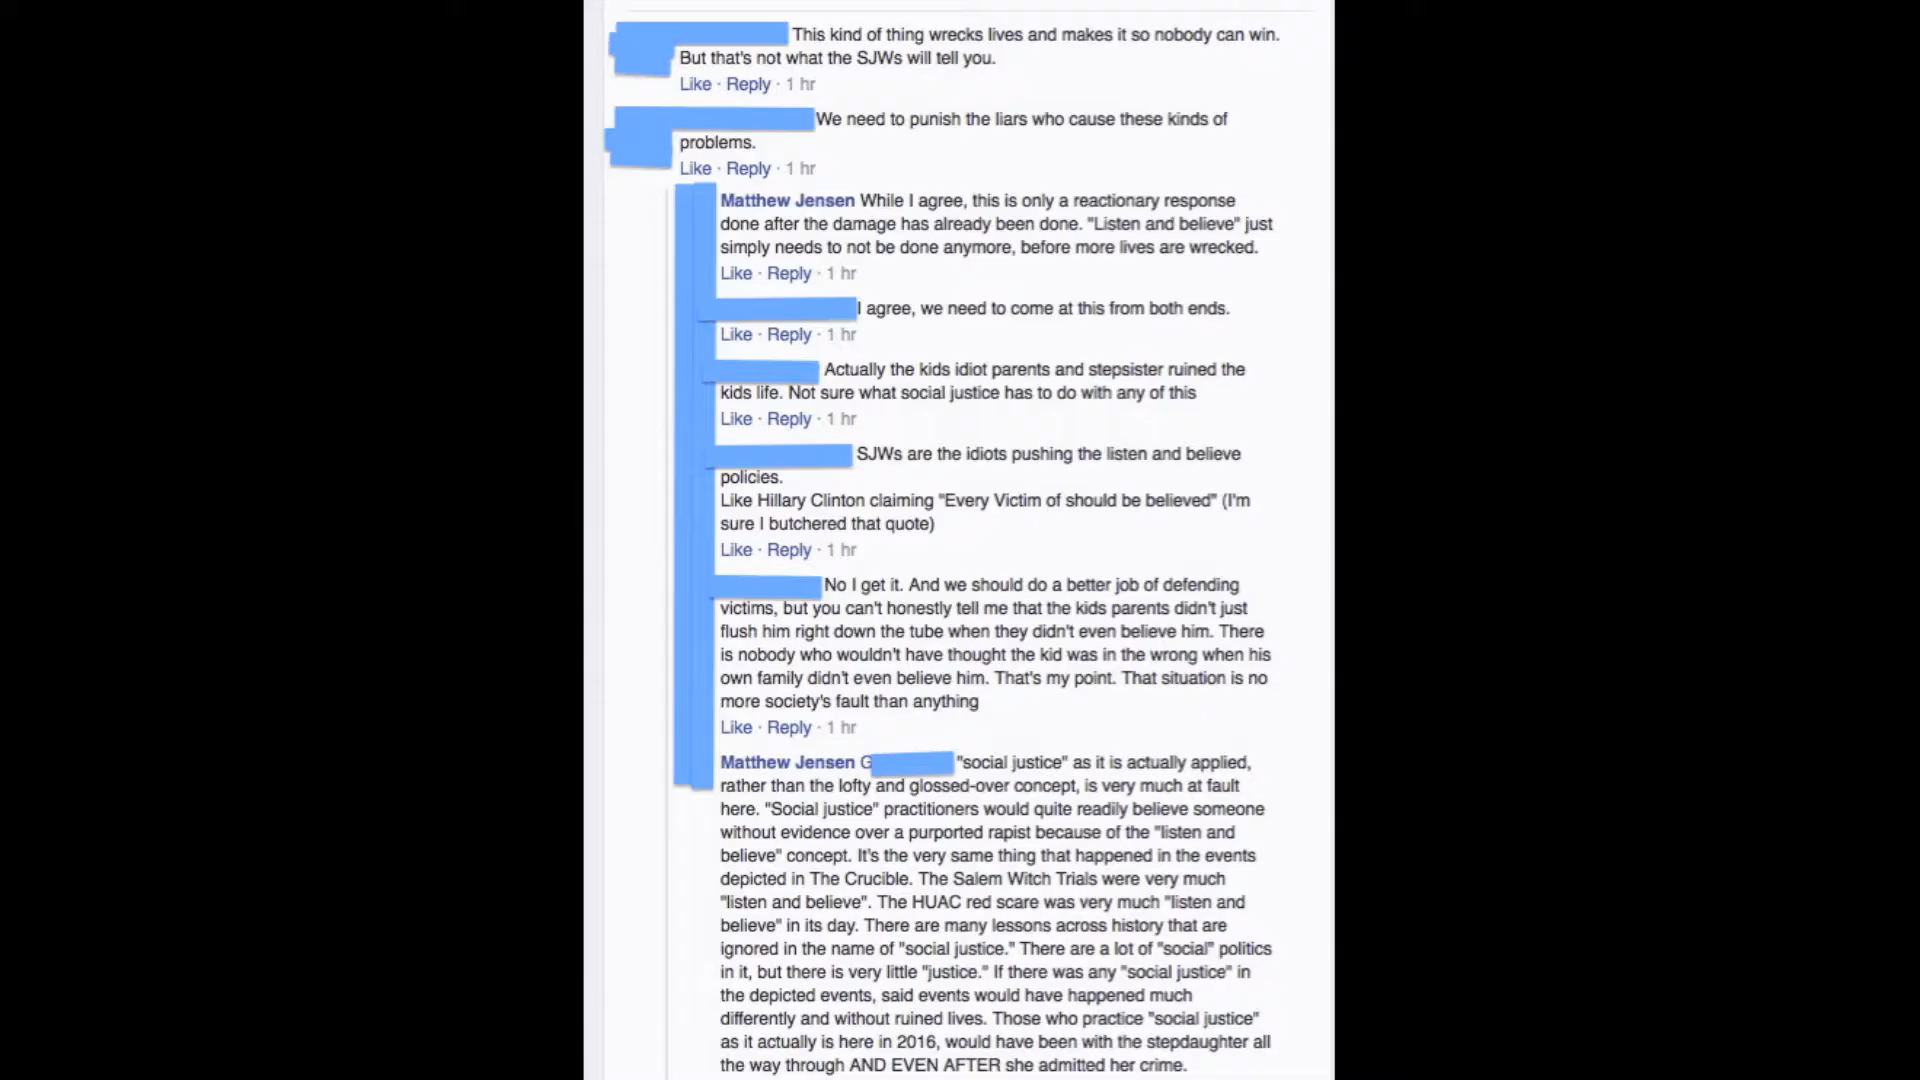 This kind of thing wrecks lives and makes it so nobody can win.
But that's not what the SJWs will tell you.
Like · Reply · 1 hr
We need to punish the liars who cause these kinds of
problems.
Like · Reply · 1 hr
Matthew Jensen While I agree, this is only a reactionary response
done after the damage has already been done. "Listen and believe" just
simply needs to not be done anymore, before more lives are wrecked.
Like · Reply · 1 hr
I agree, we need to come at this from both ends.
Like · Reply · 1 hr
Actually the kids idiot parents and stepsister ruined the
kids life. Not sure what social justice has to do with any of this
Like · Reply · 1 hr
SJWs are the idiots pushing the listen and believe
policies.
Like Hillary Clinton claiming "Every Victim of should be believed" (I'm
sure I butchered that quote)
Like · Reply · 1 hr
No I get it. And we should do a better job of defending
victims, but you can't honestly tell me that the kids parents didn't just
flush him right down the tube when they didn't even believe him. There
is nobody who wouldn't have thought the kid was in the wrong when his
own family didn't even believe him. That's my point. That situation is no
more society's fault than anything
Like · Reply · 1 hr
Matthew Jensen G "social justice" as it is actually applied,
rather than the lofty and glossed-over concept, is very much at fault
here. "Social justice" practitioners would quite readily believe someone
without evidence over a purported rapist because of the "listen and
believe" concept. It's the very same thing that happened in the events
depicted in The Crucible. The Salem Witch Trials were very much
"listen and believe". The HUAC red scare was very much "listen and
believe" in its day. There are many lessons across history that are
ignored in the name of "social justice." There are a lot of "social" politics
in it, but there is very little "justice." If there was any "social justice" in
the depicted events, said events would have happened much
differently and without ruined lives. Those who practice "social justice"
as it actually is here in 2016, would have been with the stepdaughter all
the way through AND EVEN AFTER she admitted her crime.